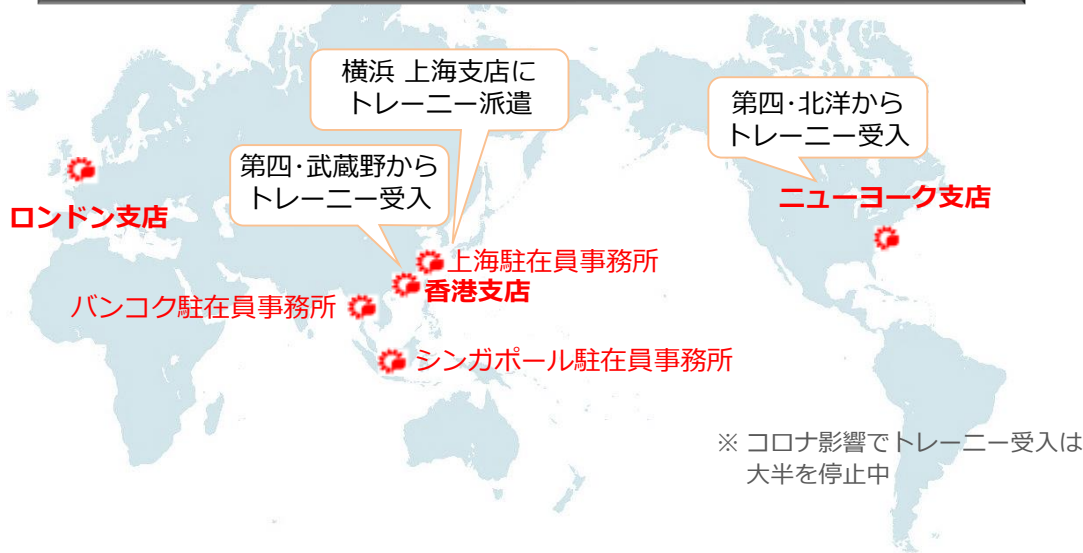 横浜 上海支店に
トレーニー派遣
第四･北洋から
トレーニー受入
第四･武蔵野から
トレーニー受入
ニューヨーク支店
ロンドン支店
上海駐在員事務所
香港支店
バンコク駐在員事務所
シンガポール駐在員事務所
※ コロナ影響でトレーニー受入は
大半を停止中